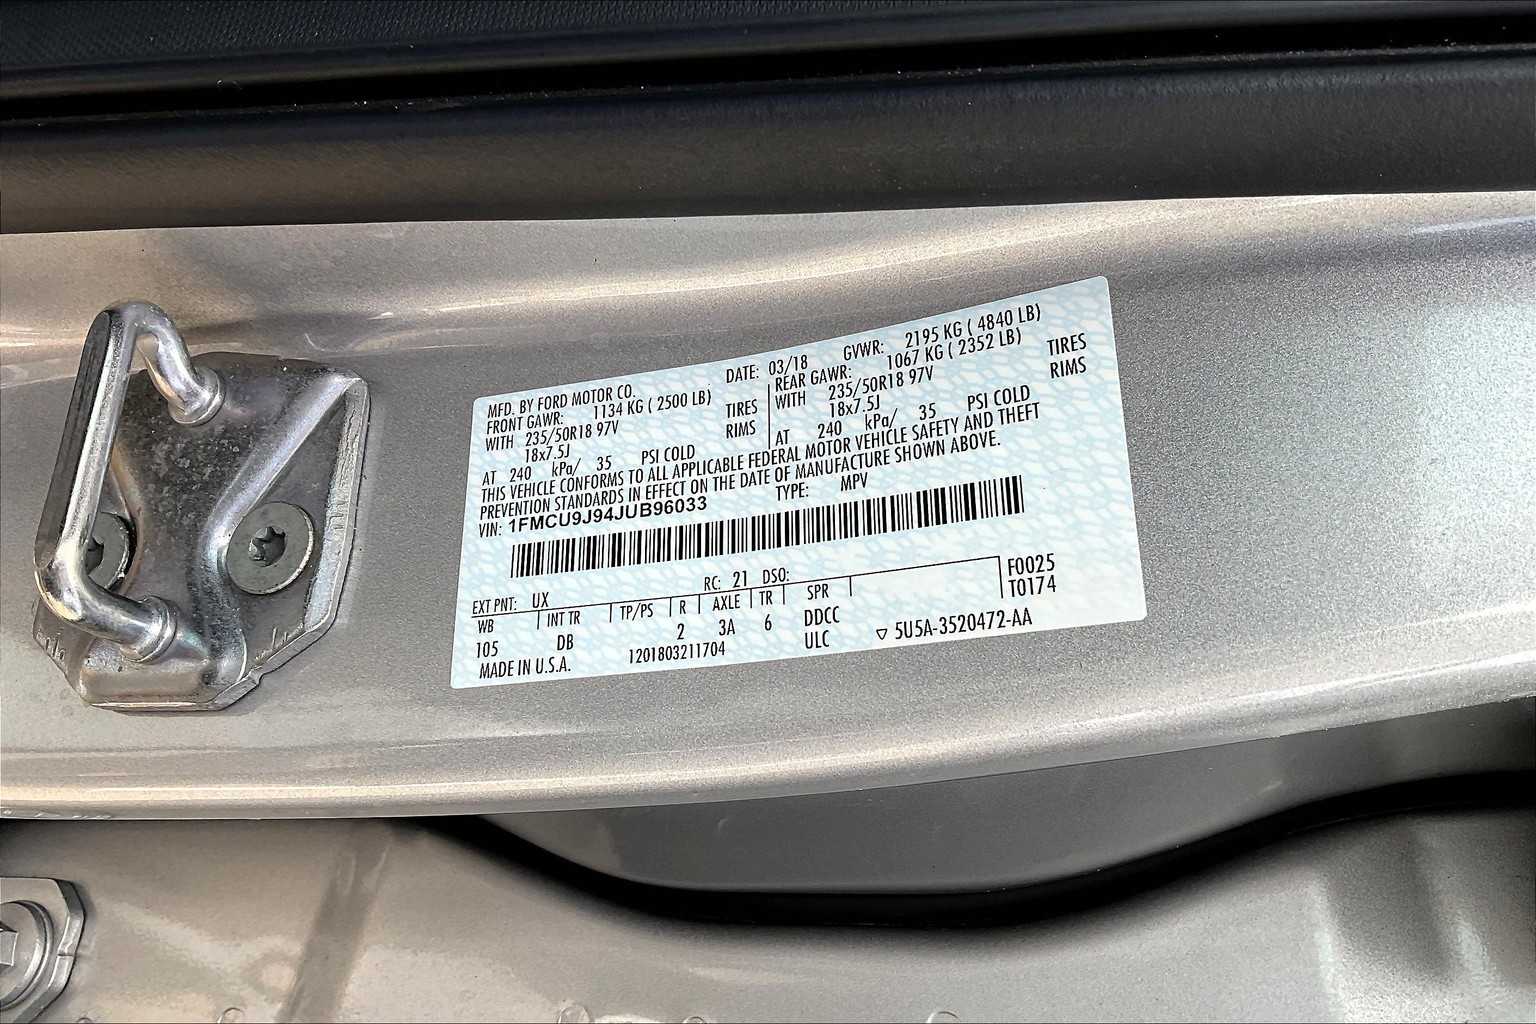 MFD. BY FORD MOTOR CO. DATE: 03/18 GVWR: 2195 KG ( 4840 LB)
FRONT GAWR: 1134 KG ( 2500 LB) REAR GAWR: 1067 KG ( 2352 LB)
WITH 235/50R18 97V TIRES WITH 235/50R18 97V TIRES
18x7.5J RIMS 18x7.5J RIMS
AT 240 kPa/ 35 PSI COLD AT 240 kPa/ 35 PSI COLD
THIS VEHICLE CONFORMS TO ALL APPLICABLE FEDERAL MOTOR VEHICLE SAFETY AND THEFT
PREVENTION STANDARDS IN EFFECT ON THE DATE OF MANUFACTURE SHOWN ABOVE.
VIN: 1FMCU9J94JUB96033 TYPE: MPV
EXT PNT: UX RC: 21 DSO: F0025
WB INT TR TP/PS R AXLE TR SPR T0174
105 DB 2 3A 6 DDCC
MADE IN U.S.A. 1201803211704 ULC ▽ 5U5A-3520472-AA